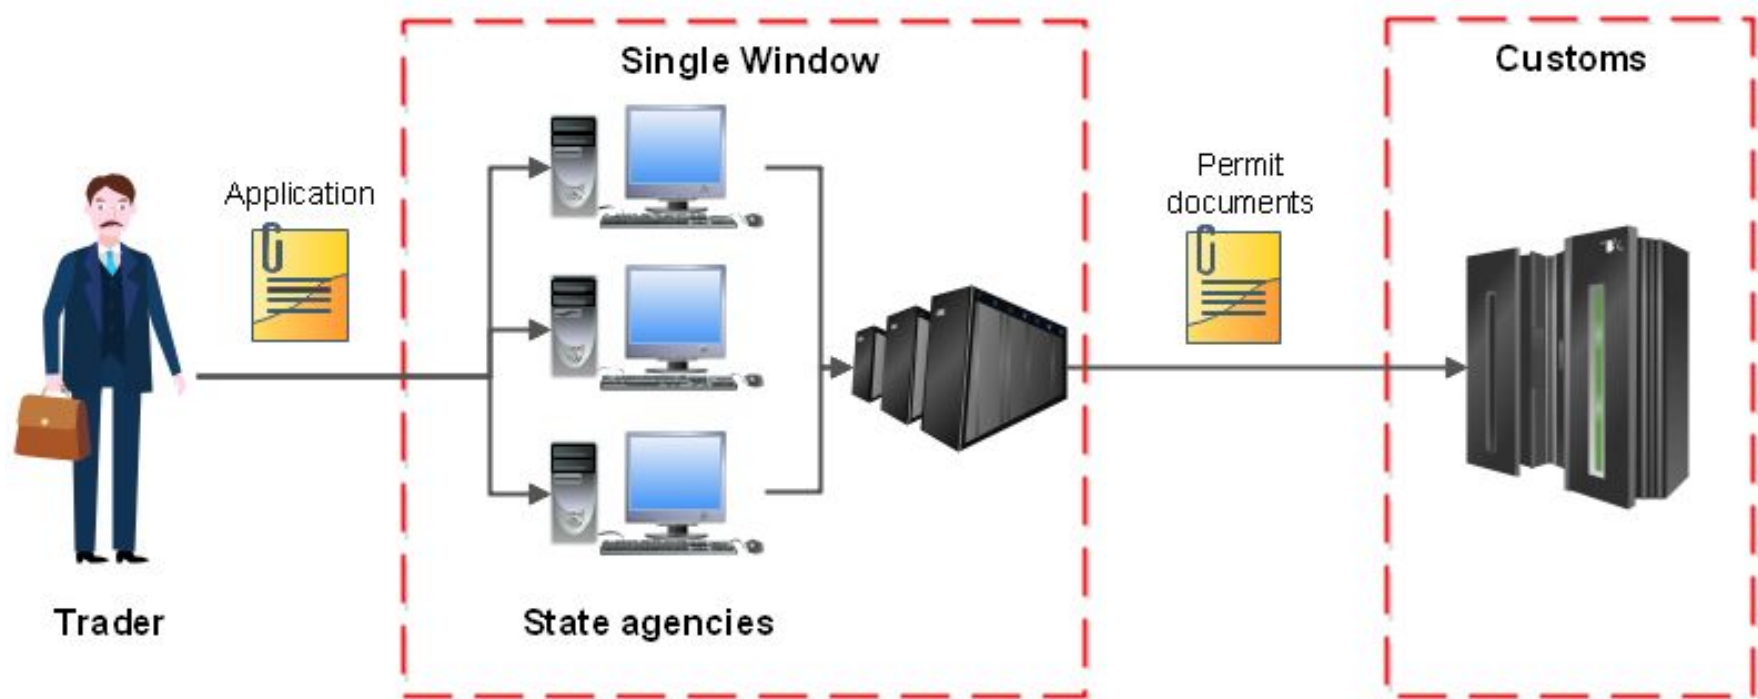 Single Window
Customs
Application
Permit
documents
Trader
State agencies